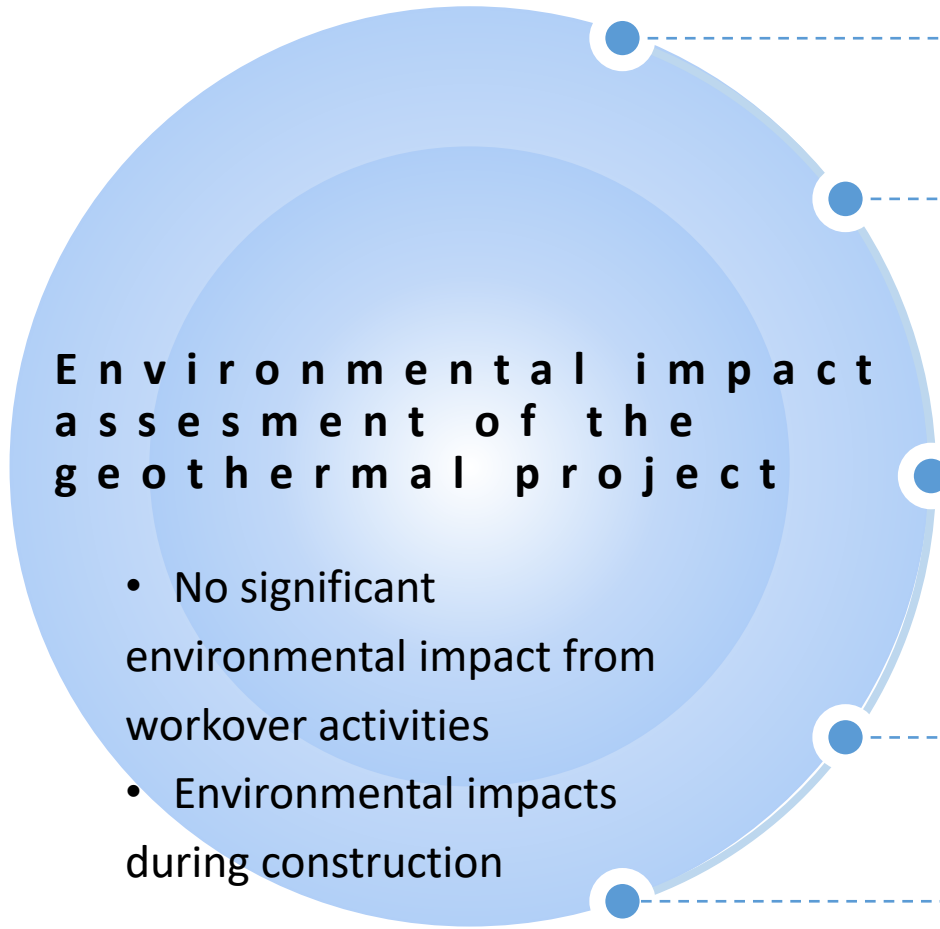 Environmental impact
assesment of the
geothermal project
• No significant
environmental impact from
workover activities
• Environmental impacts
during construction